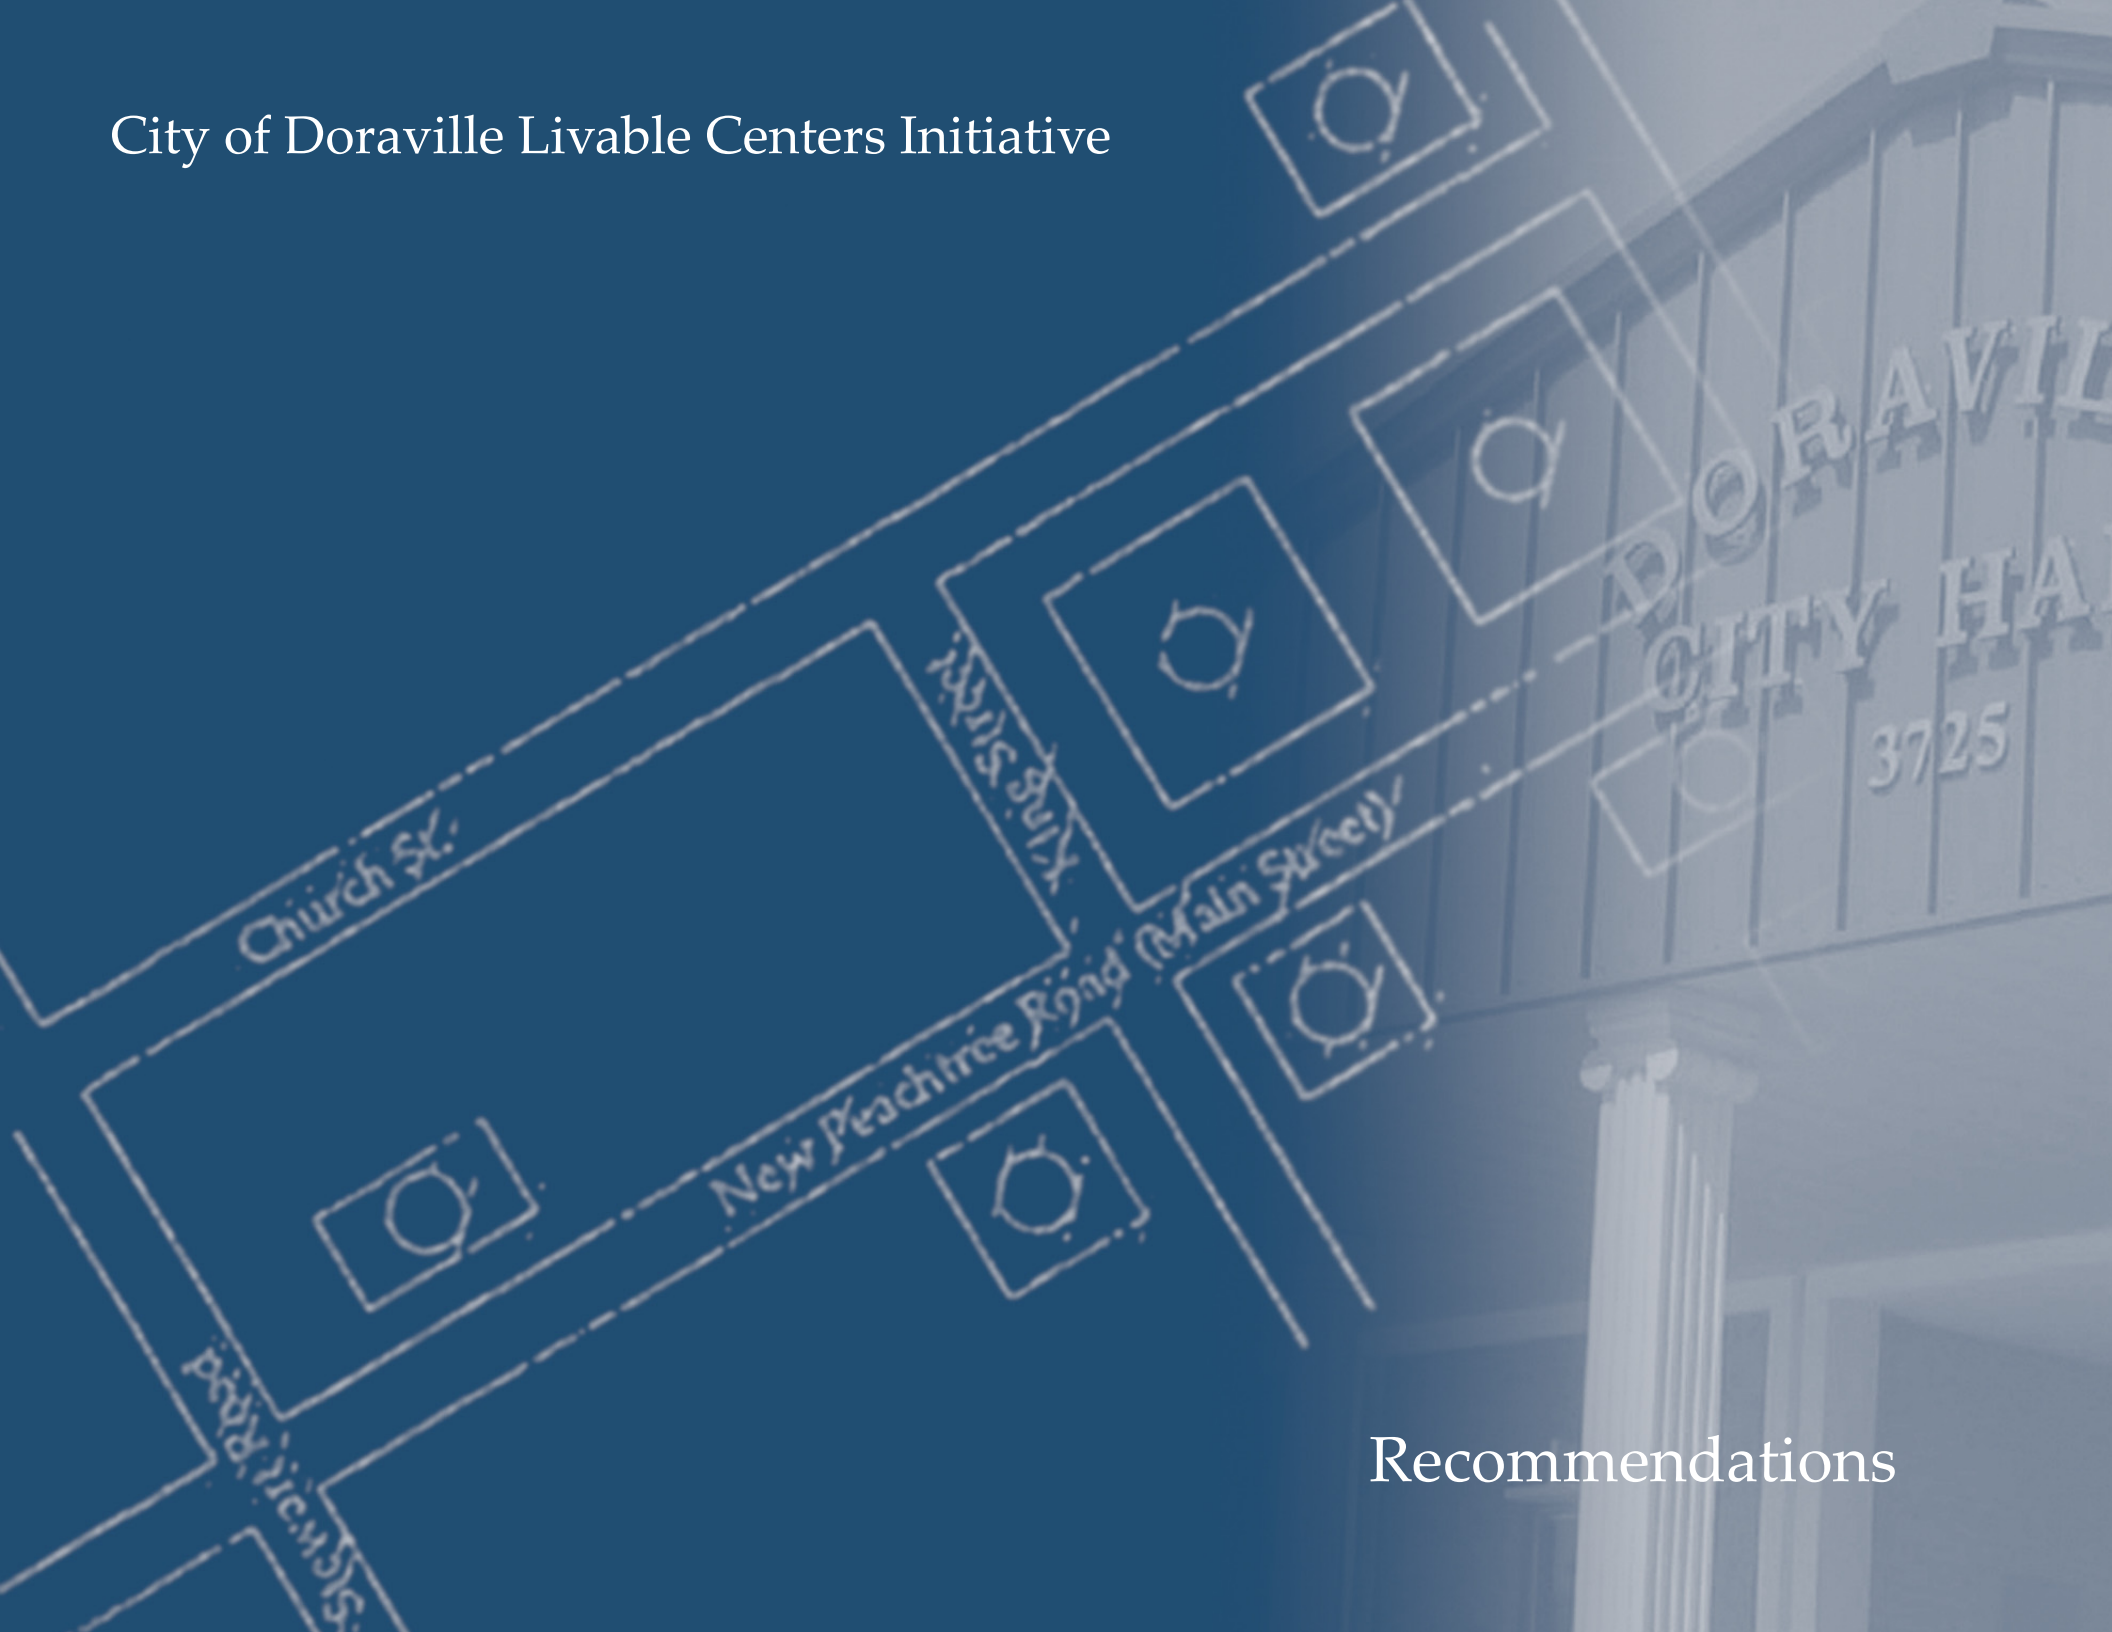 City of Doraville Livable Centers Initiative
DORAVIL
CITY HA
3725
King Street
Church St.
New Peachtree Road (Main Street)
Recommendations